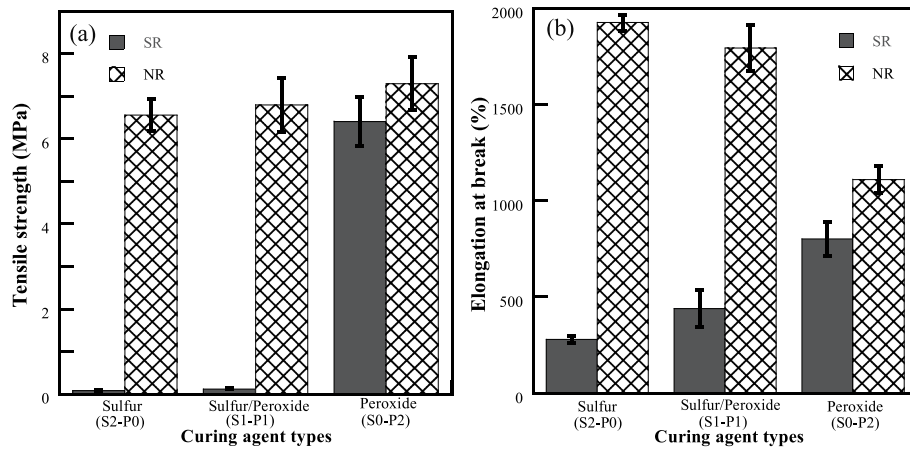 (a)
SR
NR
Tensile strength (MPa)
8
6
4
2
0
Sulfur
(S2-P0)
Sulfur/Peroxide
(S1-P1)
Peroxide
(S0-P2)
Curing agent types
(b)
SR
NR
Elongation at break (%)
2000
1500
1000
500
0
Sulfur
(S2-P0)
Sulfur/Peroxide
(S1-P1)
Peroxide
(S0-P2)
Curing agent types